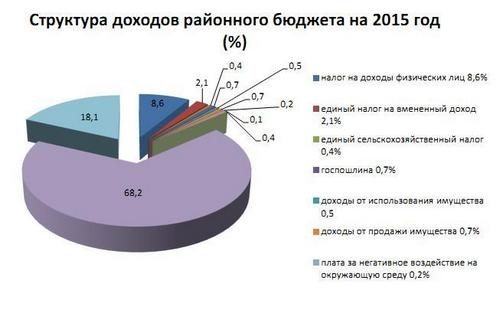 Структура доходов районного бюджета на 2015 год
(%)
8,6
2,1
0,4
0,7
0,5
0,7
0,2
0,1
0,4
68,2
18,1
налог на доходы физических лиц 8,6%
единый налог на вмененный доход
2,1%
единый сельскохозяйственный налог
0,4%
госпошлина 0,7%
доходы от использования имущества
0,5
доходы от продажи имущества 0,7%
плата за негативное воздействие на
окружающую среду 0,2%